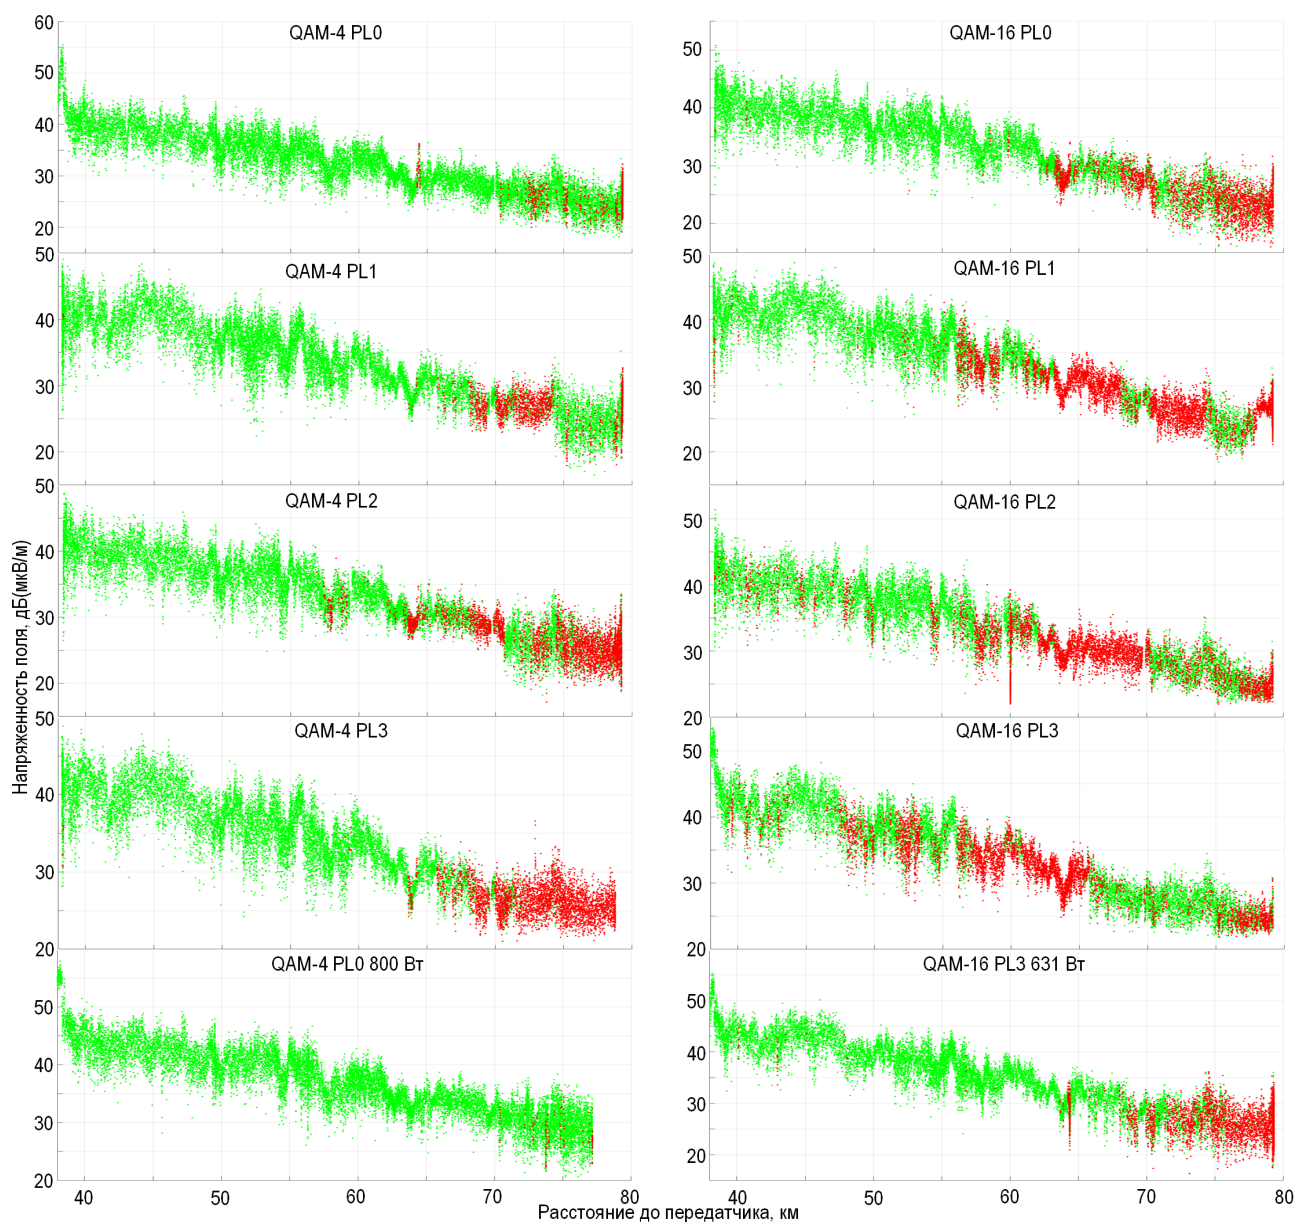 QAM-4 PL0
60
50
40
30
20
QAM-16 PL0
50
40
30
20
QAM-4 PL1
50
40
30
20
QAM-16 PL1
50
40
30
20
QAM-4 PL2
50
40
30
20
QAM-16 PL2
50
40
30
20
QAM-4 PL3
50
40
30
20
QAM-16 PL3
50
40
30
20
QAM-4 PL0 800 Вт
50
40
30
20
QAM-16 PL3 631 Вт
50
40
30
20
40 50 60 70 80
40 50 60 70 80
Напряженность поля, дБ(мкВ/м)
Расстояние до передатчика, км